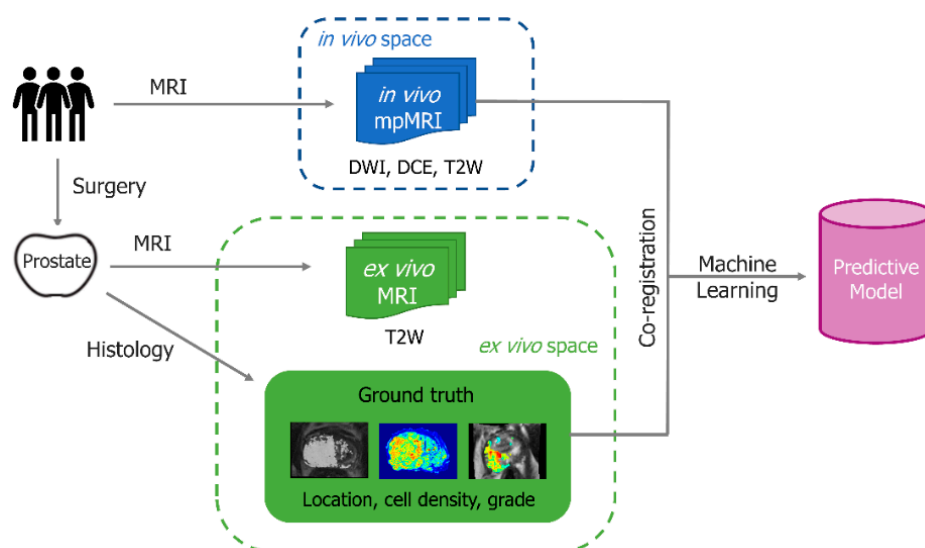 in vivo space
MRI
in vivo
mpMRI
DWI, DCE, T2W
Surgery
Prostate
MRI
ex vivo
MRI
T2W
ex vivo space
Histology
Ground truth
Location, cell density, grade
Co-registration
Machine
Learning
Predictive
Model